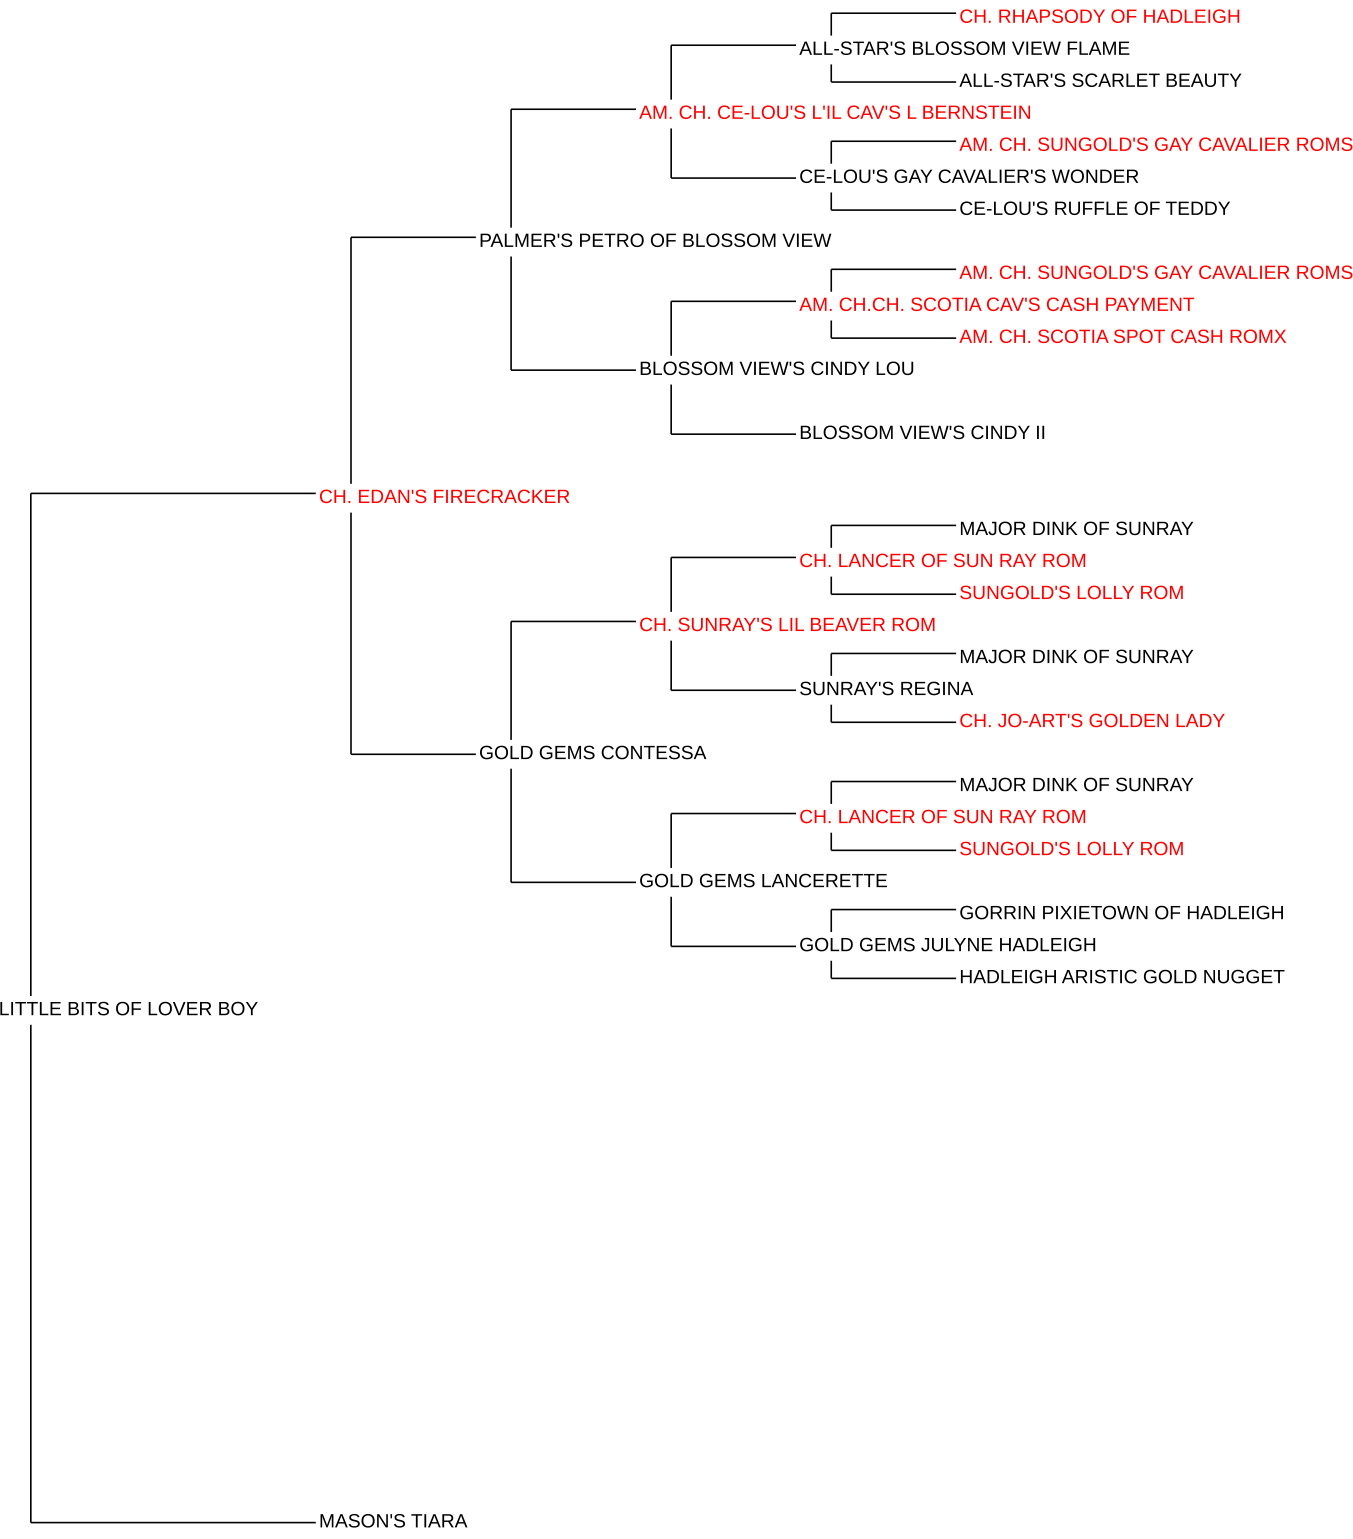 CH. RHAPSODY OF HADLEIGH
ALL-STAR'S BLOSSOM VIEW FLAME
ALL-STAR'S SCARLET BEAUTY
AM. CH. CE-LOU'S L'IL CAV'S L BERNSTEIN
AM. CH. SUNGOLD'S GAY CAVALIER ROMS
CE-LOU'S GAY CAVALIER'S WONDER
CE-LOU'S RUFFLE OF TEDDY
PALMER'S PETRO OF BLOSSOM VIEW
AM. CH. SUNGOLD'S GAY CAVALIER ROMS
AM. CH.CH. SCOTIA CAV'S CASH PAYMENT
AM. CH. SCOTIA SPOT CASH ROMX
BLOSSOM VIEW'S CINDY LOU
BLOSSOM VIEW'S CINDY II
CH. EDAN'S FIRECRACKER
MAJOR DINK OF SUNRAY
CH. LANCER OF SUN RAY ROM
SUNGOLD'S LOLLY ROM
CH. SUNRAY'S LIL BEAVER ROM
MAJOR DINK OF SUNRAY
SUNRAY'S REGINA
CH. JO-ART'S GOLDEN LADY
GOLD GEMS CONTESSA
MAJOR DINK OF SUNRAY
CH. LANCER OF SUN RAY ROM
SUNGOLD'S LOLLY ROM
GOLD GEMS LANCERETTE
GORRIN PIXIETOWN OF HADLEIGH
GOLD GEMS JULYNE HADLEIGH
HADLEIGH ARISTIC GOLD NUGGET
LITTLE BITS OF LOVER BOY
MASON'S TIARA